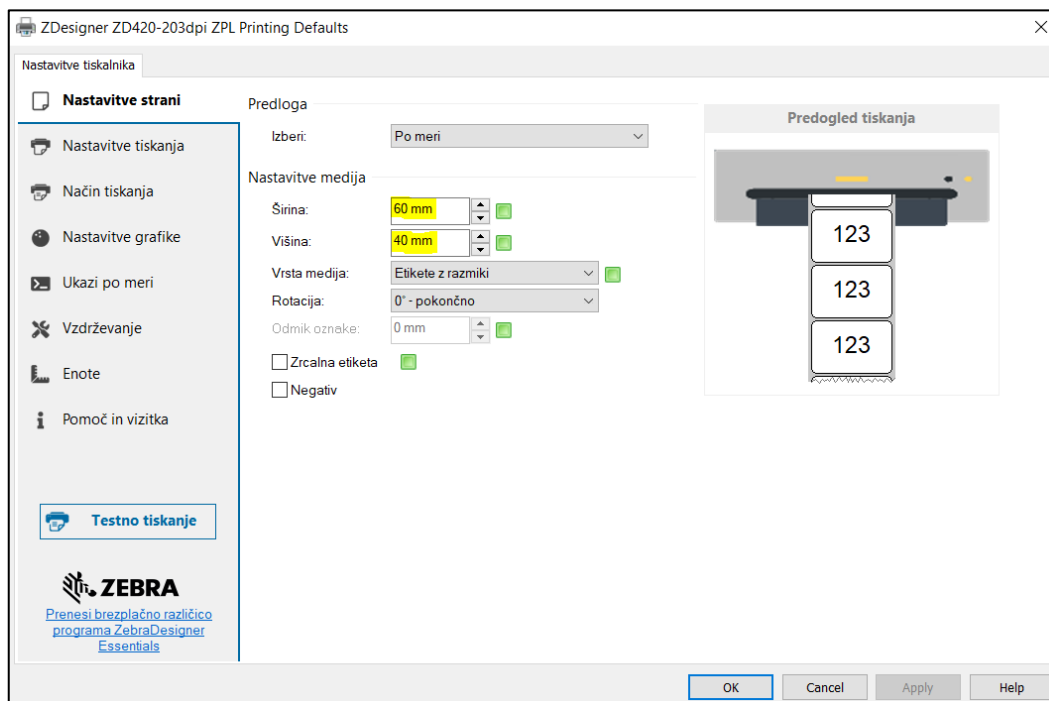 ZDesigner ZD420-203dpi ZPL Printing Defaults
Nastavitve tiskalnika
Nastavitve strani
Nastavitve tiskanja
Način tiskanja
Nastavitve grafike
Ukazi po meri
Vzdrževanje
Enote
Pomoč in vizitka
Testno tiskanje
ZEBRA
Prenesi brezplačno različico
programa ZebraDesigner
Essentials
Predloga
Izberi: Po meri
Nastavitve medija
Širina: 60 mm
Višina: 40 mm
Vrsta medija: Etikete z razmiki
Rotacija: 0° - pokončno
Odmik oznake: 0 mm
Zrcalna etiketa
Negativ
Predogled tiskanja
123
123
123
OK Cancel Apply Help